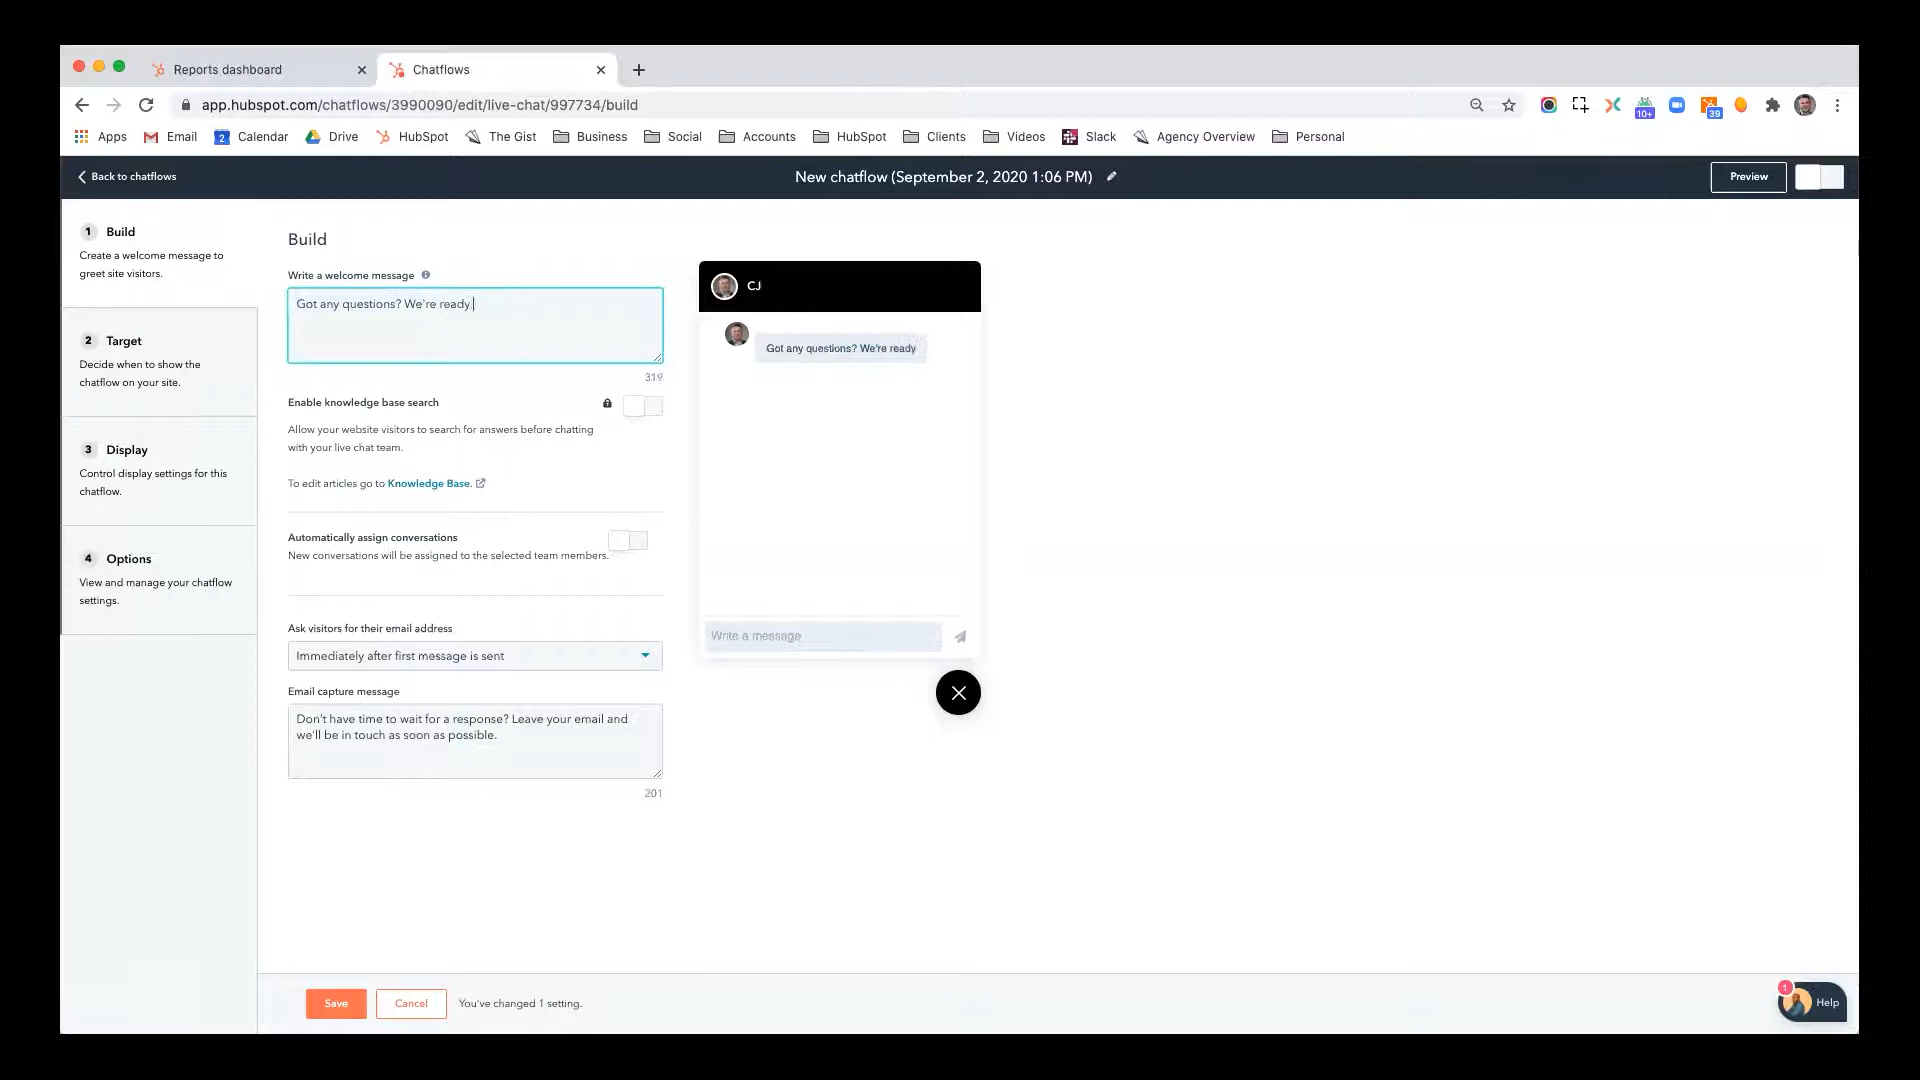 Reports dashboard
Chatflows
app.hubspot.com/chatflows/3990090/edit/live-chat/997734/build
10+
39
Apps
Email
2
Calendar
Drive
HubSpot
The Gist
Business
Social
Accounts
HubSpot
Clients
Videos
Slack
Agency Overview
Personal
Back to chatflows
New chatflow (September 2, 2020 1:06 PM)
Preview
1 Build
Create a welcome message to
greet site visitors.
2 Target
Decide when to show the
chatflow on your site.
3 Display
Control display settings for this
chatflow.
4 Options
View and manage your chatflow
settings.
Build
Write a welcome message
Got any questions? We're ready.
319
Enable knowledge base search
Allow your website visitors to search for answers before chatting
with your live chat team.
To edit articles go to Knowledge Base.
Automatically assign conversations
New conversations will be assigned to the selected team members.
Ask visitors for their email address
Immediately after first message is sent
Email capture message
Don't have time to wait for a response? Leave your email and
we'll be in touch as soon as possible.
201
CJ
Got any questions? We're ready
Write a message
Save
Cancel
You've changed 1 setting.
1
Help